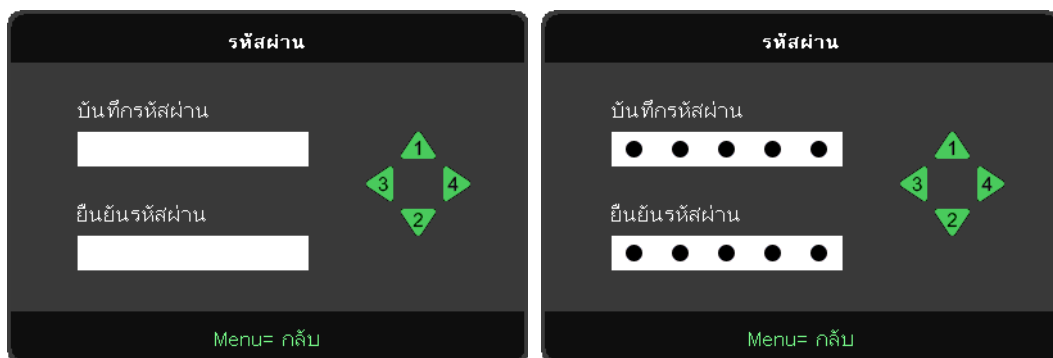 รหัสผ่าน
บันทึกรหัสผ่าน
1
3
4
ยืนยันรหัสผ่าน
2
Menu= กลับ
รหัสผ่าน
บันทึกรหัสผ่าน
1
3
4
ยืนยันรหัสผ่าน
2
Menu= กลับ